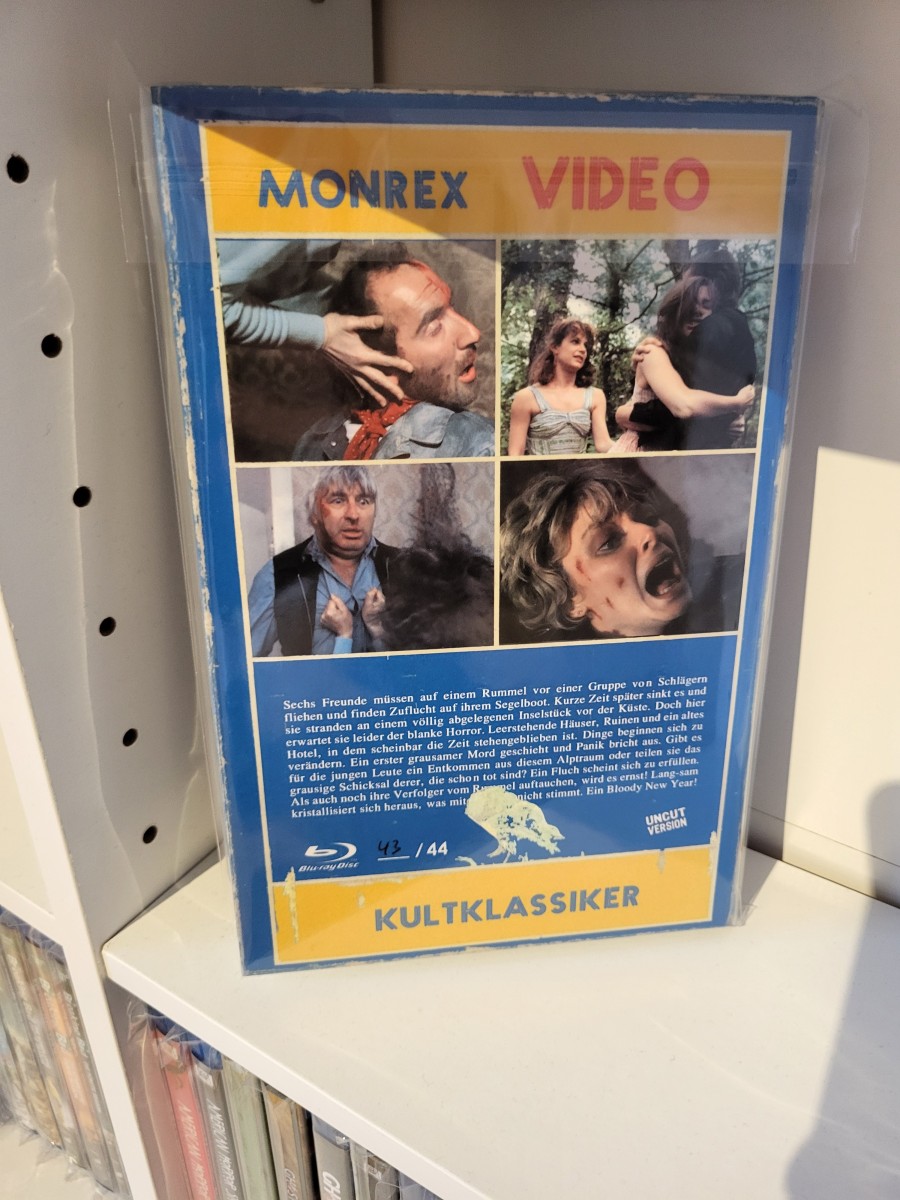 MONREX VIDEO
Sechs Freunde müssen auf einem Rummel vor einer Gruppe von Schlägern
fliehen und finden Zuflucht auf ihrem Segelboot. Kurze Zeit später sinkt es und
sie stranden an einem völlig abgelegenen Inselstück vor der Küste. Doch hier
erwartet sie leider der blanke Horror. Leerstehende Häuser, Ruinen und ein altes
Hotel, in dem scheinbar die Zeit stehengeblieben ist. Dinge beginnen sich zu
verändern. Ein erster grausamer Mord geschieht und Panik bricht aus. Gibt es
für die jungen Leute ein Entkommen aus diesem Alptraum oder teilen sie das
grausige Schicksal derer, die schon tot sind? Ein Fluch scheint sich zu erfüllen.
Als auch noch ihre Verfolger vom auftauchen, wird es ernst! Lang-sam
kristallisiert sich heraus, was mit nicht stimmt. Ein Bloody New Year!
UNCUT
VERSION
Blu-ray Disc 43 / 44
KULTKLASSIKER
AMERICAN
AMERICAN